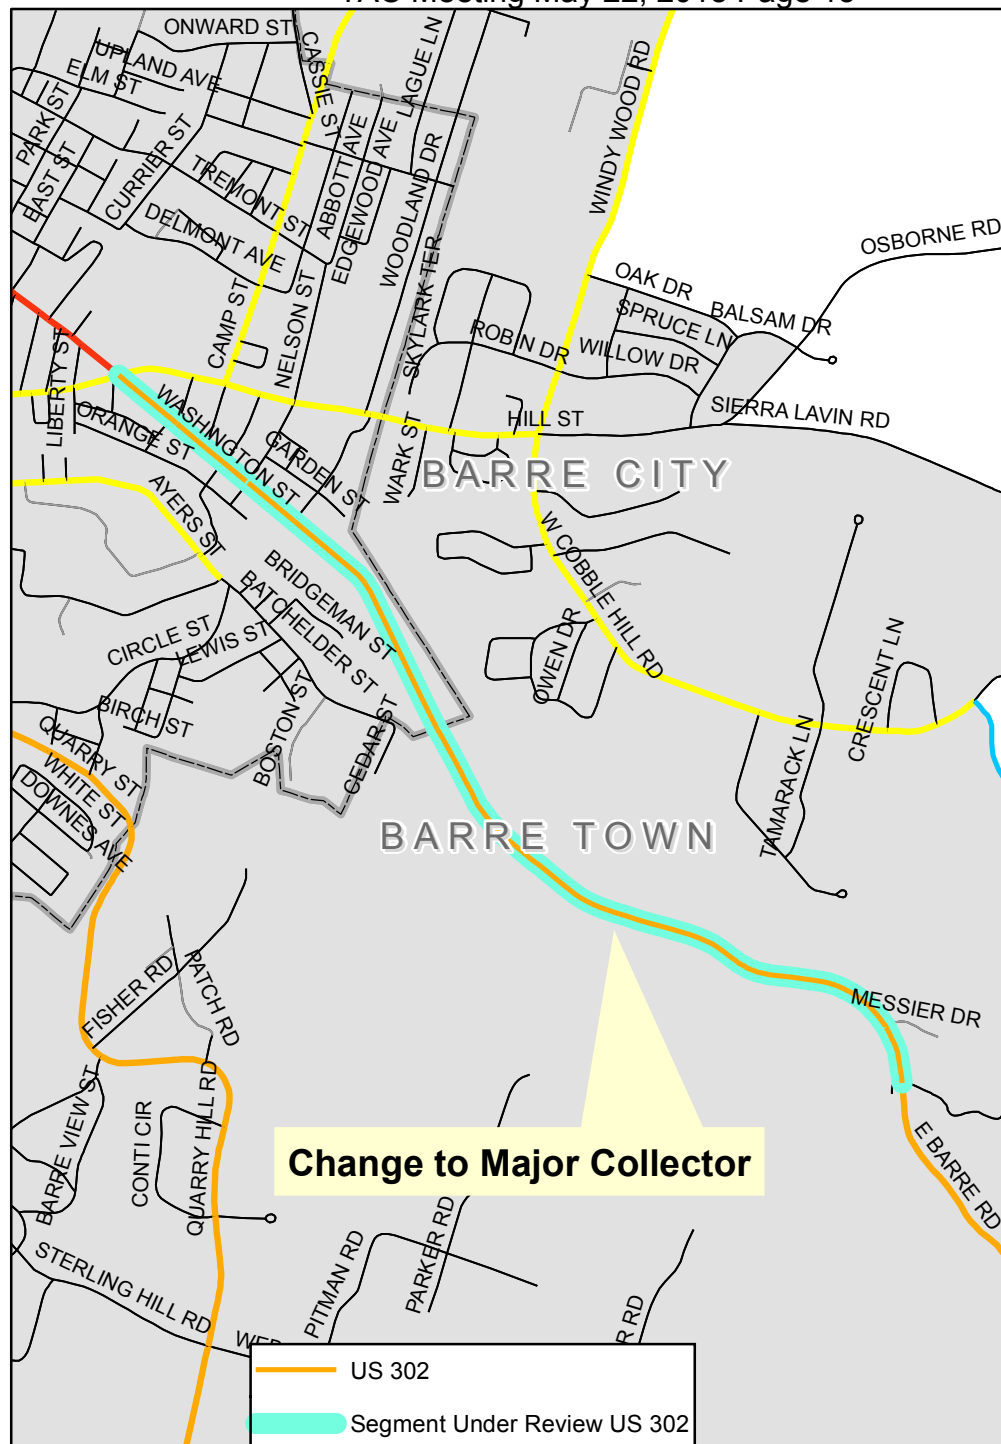 ONWARD ST
CASSIE ST
LAGUE LN
UPLAND AVE
ELM ST
WINDY WOOD RD
PARK ST
EAST ST
CURRIER ST
TREMONT ST
ABBOTT AVE
EDGEWOOD AVE
WOODLAND DR
DELMONT AVE
OSBORNE RD
OAK DR
BALSAM DR
SPRUCE LN
SKYLARK TER
ROBIN DR
WILLOW DR
CAMP ST
NELSON ST
LIBERTY ST
HILL ST
SIERRA LAVIN RD
ORANGE ST
WASHINGTON ST
GARDEN ST
WARK ST
BARRE CITY
AYERS ST
W COBBLE HILL RD
BRIDGEMAN ST
BATCHELDER ST
CIRCLE ST
LEWIS ST
OWEN DR
CRESCENT LN
BIRCH ST
BOSTON ST
CEDAR ST
QUARRY ST
WHITE ST
DOWNES AVE
TAMARACK LN
BARRE TOWN
FISHER RD
PATCH RD
MESSIER DR
BARRE VIEW ST
CONTI CIR
QUARRY HILL RD
Change to Major Collector
E BARRE RD
PARKER RD
PITMAN RD
STERLING HILL RD
R RD
US 302
Segment Under Review US 302